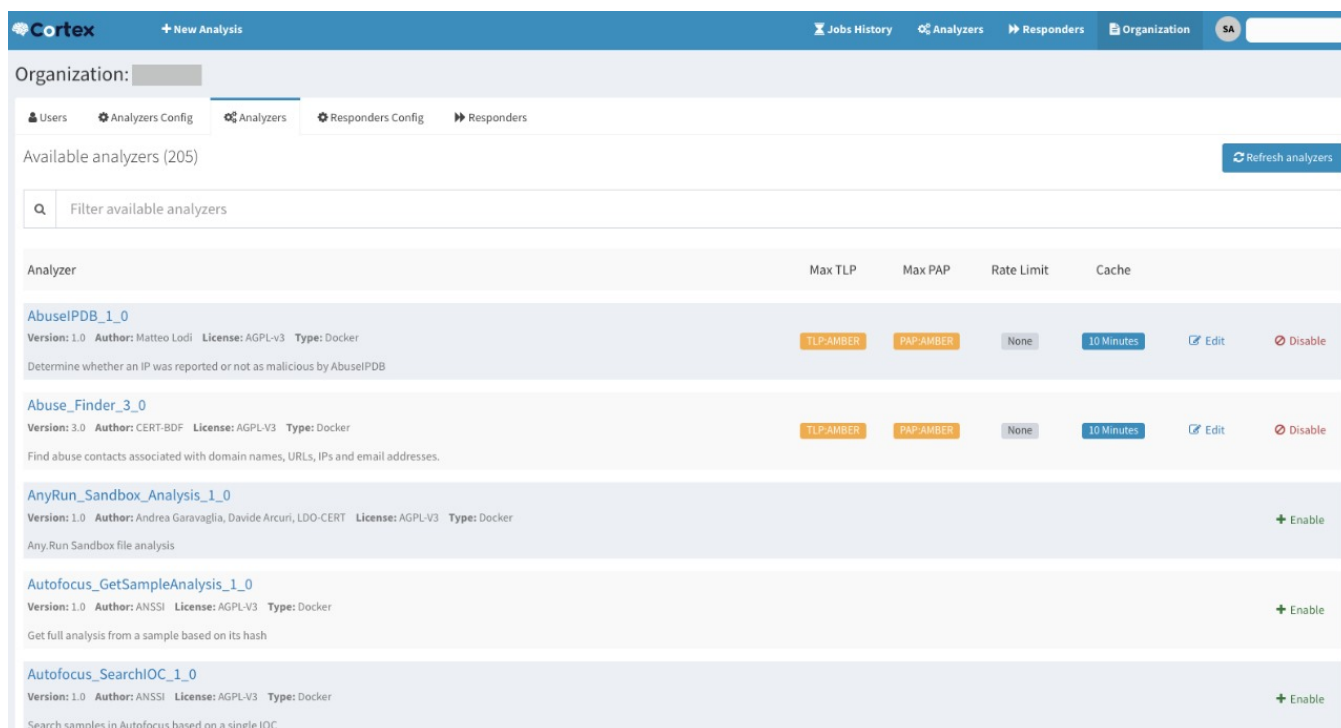 Cortex + New Analysis Jobs History Analyzers Responders Organization SA
Organization:
Users Analyzers Config Analyzers Responders Config Responders
Available analyzers (205) Refresh analyzers
Filter available analyzers
Analyzer Max TLP Max PAP Rate Limit Cache
AbuseIPDB_1_0
Version: 1.0 Author: Matteo Lodi License: AGPL-v3 Type: Docker
TLP:AMBER PAP:AMBER None 10 Minutes Edit Disable
Determine whether an IP was reported or not as malicious by AbuseIPDB
Abuse_Finder_3_0
Version: 3.0 Author: CERT-BDF License: AGPL-V3 Type: Docker
TLP:AMBER PAP:AMBER None 10 Minutes Edit Disable
Find abuse contacts associated with domain names, URLs, IPs and email addresses.
AnyRun_Sandbox_Analysis_1_0
Version: 1.0 Author: Andrea Garavaglia, Davide Arcuri, LDO-CERT License: AGPL-V3 Type: Docker
+ Enable
Any.Run Sandbox file analysis
Autofocus_GetSampleAnalysis_1_0
Version: 1.0 Author: ANSSI License: AGPL-V3 Type: Docker
+ Enable
Get full analysis from a sample based on its hash
Autofocus_SearchIOC_1_0
Version: 1.0 Author: ANSSI License: AGPL-V3 Type: Docker
+ Enable
Search samples in Autofocus based on a single IOC